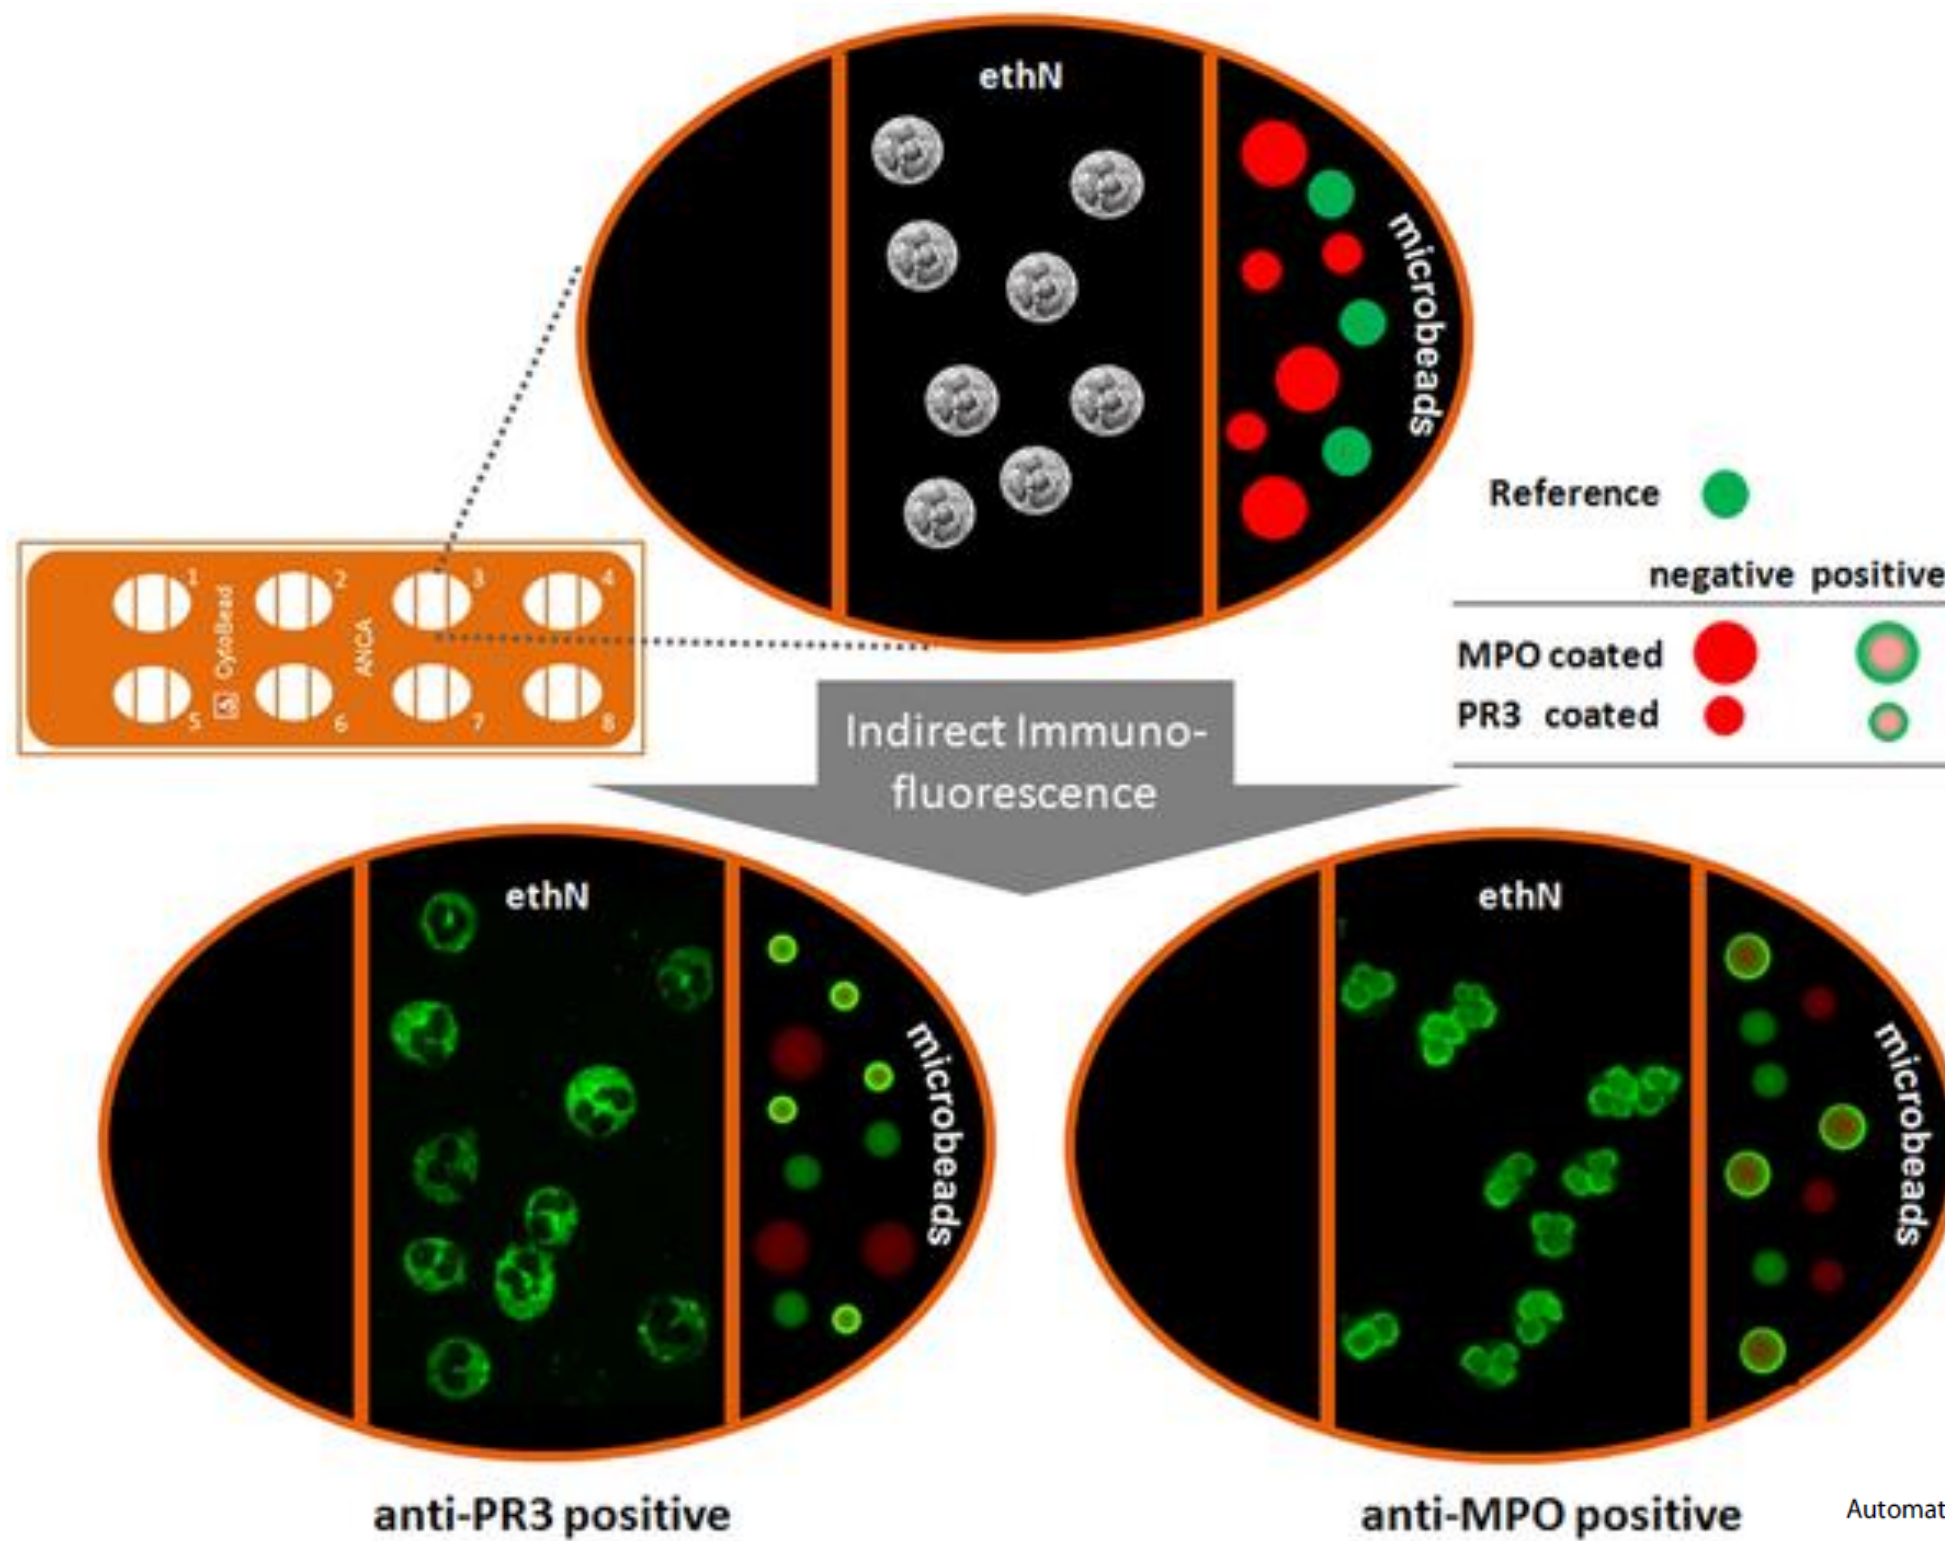 ethN
microbeads
Reference
negative positive
MPO coated
PR3 coated
1
2
3
4
CytoBead
ANCA
5
6
7
8
Indirect Immuno-
fluorescence
ethN
microbeads
ethN
microbeads
anti-PR3 positive
anti-MPO positive
Automat